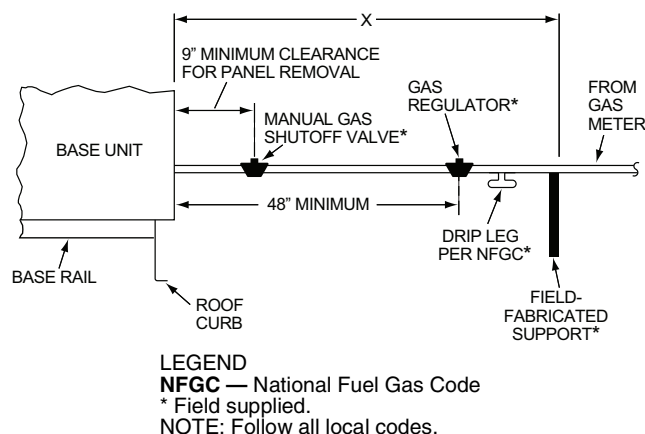 X
9" MINIMUM CLEARANCE
FOR PANEL REMOVAL
GAS
REGULATOR*
FROM
GAS
METER
MANUAL GAS
SHUTOFF VALVE*
BASE UNIT
48" MINIMUM
DRIP LEG
PER NFGC*
BASE RAIL
ROOF
CURB
FIELD-
FABRICATED
SUPPORT*
LEGEND
NFGC — National Fuel Gas Code
* Field supplied.
NOTE: Follow all local codes.